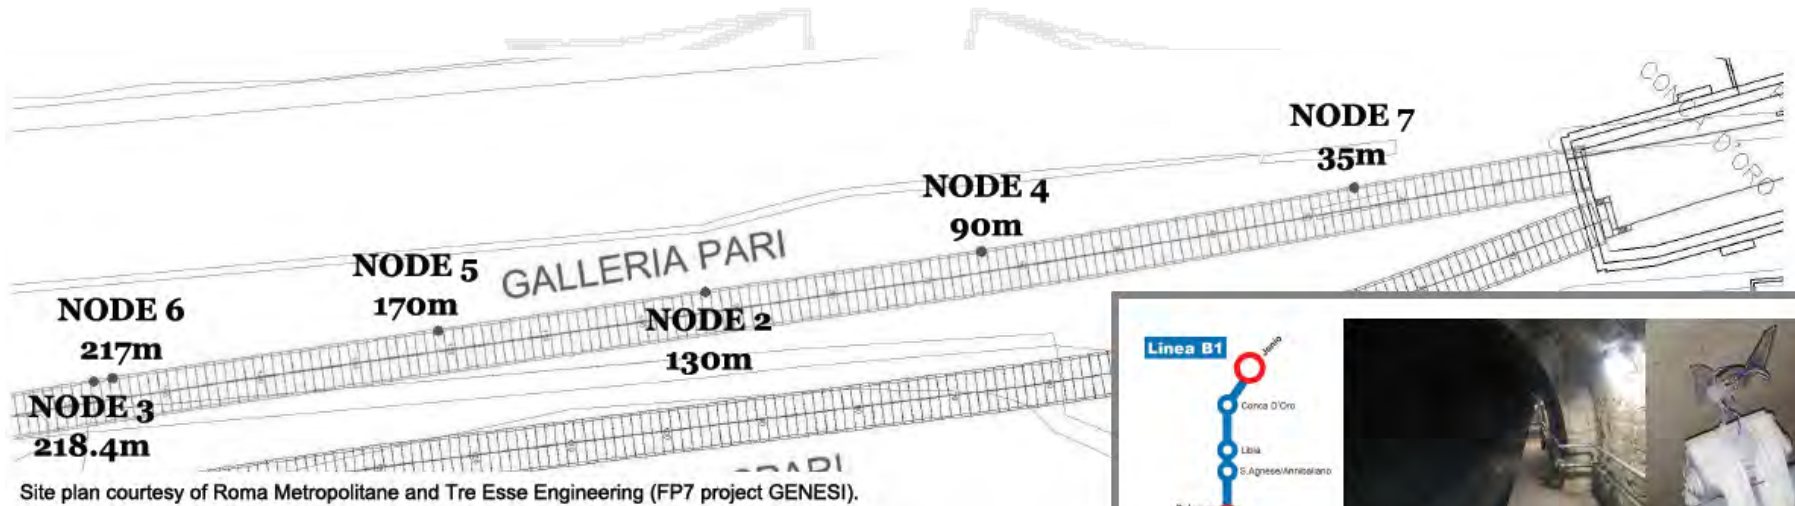 CONCA D'ORO
NODE 7
35m
NODE 4
90m
GALLERIA PARI
NODE 5
170m
NODE 2
130m
NODE 6
217m
NODE 3
218.4m
Linea B1
Jonio
Conca D'Oro
Libia
S.Agnese/Annibaliano
Site plan courtesy of Roma Metropolitane and Tre Esse Engineering (FP7 project GENESI).